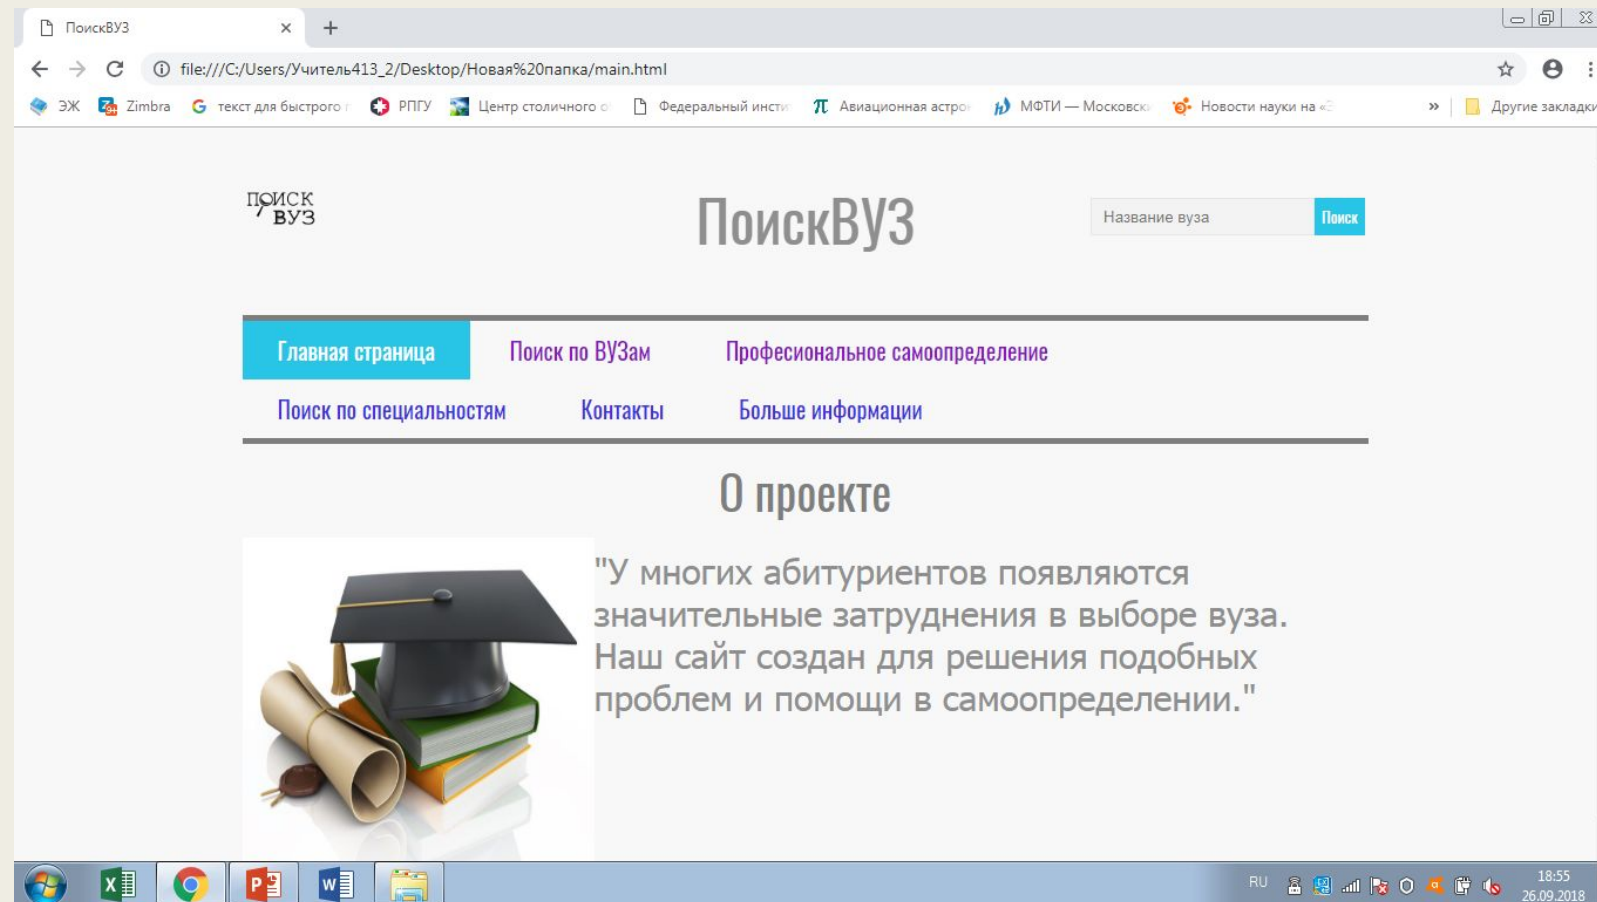 ПоискВУЗ
file:///C:/Users/Учитель413_2/Desktop/Новая%20папка/main.html
ЭЖ Zimbra текст для быстрого РПГУ Центр столичного Федеральный Авиационная МФТИ — Новости науки на Другие закладки
ПОИСК
ВУЗ
ПоискВУЗ
Название вуза Поиск
Главная страница Поиск по ВУЗам Професиональное самоопределение
Поиск по специальностям Контакты Больше информации
О проекте
"У многих абитуриентов появляются
значительные затруднения в выборе вуза.
Наш сайт создан для решения подобных
проблем и помощи в самоопределении."
RU 18:55
26.09.2018